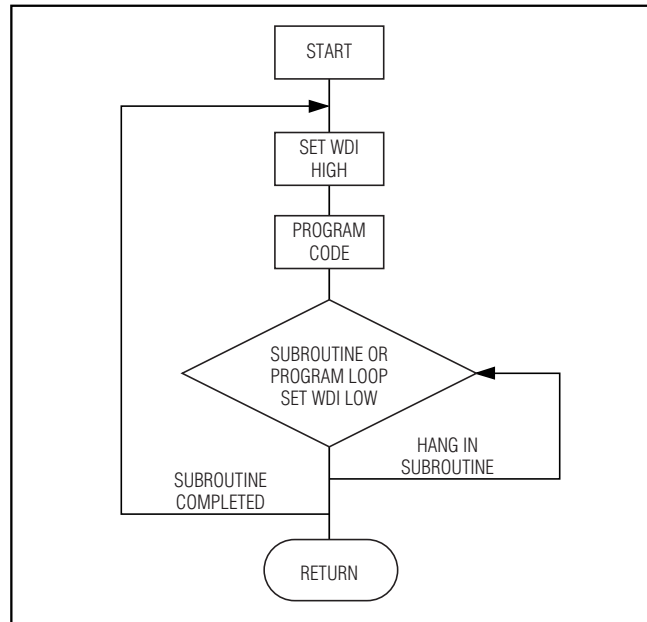 START
SET WDI
HIGH
PROGRAM
CODE
SUBROUTINE OR
PROGRAM LOOP
SET WDI LOW
HANG IN
SUBROUTINE
SUBROUTINE
COMPLETED
RETURN